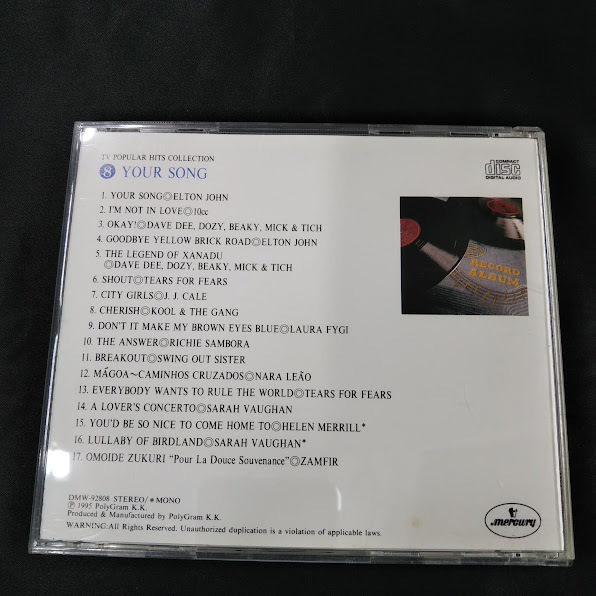 TV POPULAR HITS COLLECTION
8 YOUR SONG
COMPACT
disc
DIGITAL AUDIO
1. YOUR SONG◎ELTON JOHN
2. I'M NOT IN LOVE◎10cc
3. OKAY!◎DAVE DEE, DOZY, BEAKY, MICK & TICH
4. GOODBYE YELLOW BRICK ROAD◎ELTON JOHN
5. THE LEGEND OF XANADU
◎DAVE DEE, DOZY, BEAKY, MICK & TICH
6. SHOUT◎TEARS FOR FEARS
7. CITY GIRLS◎J. J. CALE
8. CHERISH◎KOOL & THE GANG
9. DON'T IT MAKE MY BROWN EYES BLUE◎LAURA FYGI
10. THE ANSWER◎RICHIE SAMBORA
11. BREAKOUT◎SWING OUT SISTER
12. MÁGOA~CAMINHOS CRUZADOS◎NARA LEÃO
13. EVERYBODY WANTS TO RULE THE WORLD◎TEARS FOR FEARS
14. A LOVER'S CONCERTO◎SARAH VAUGHAN
15. YOU'D BE SO NICE TO COME HOME TO◎HELEN MERRILL*
16. LULLABY OF BIRDLAND◎SARAH VAUGHAN*
17. OMOIDE ZUKURI "Pour La Douce Souvenance"◎ZAMFIR
RECORD
ALBUM
DMW-92808 STEREO/*MONO
Ⓟ 1995 PolyGram K.K.
Produced & Manufactured by PolyGram K.K.
WARNING:All Rights Reserved. Unauthorized duplication is a violation of applicable laws.
mercury